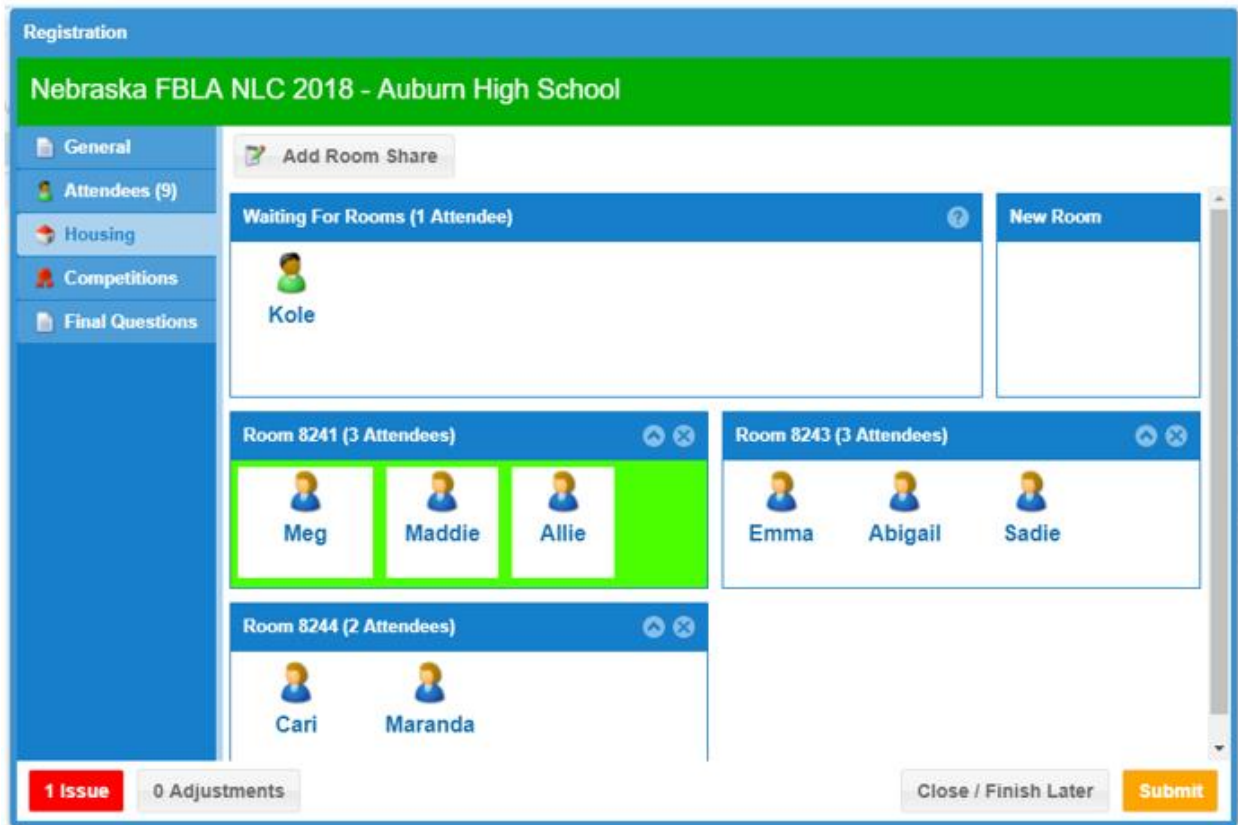 Registration
Nebraska FBLA NLC 2018 - Auburn High School
General
Attendees (9)
Housing
Competitions
Final Questions
Add Room Share
Waiting For Rooms (1 Attendee)
New Room
Kole
Room 8241 (3 Attendees)
Room 8243 (3 Attendees)
Meg Maddie Allie
Emma Abigail Sadie
Room 8244 (2 Attendees)
Cari Maranda
1 Issue
0 Adjustments
Close / Finish Later
Submit